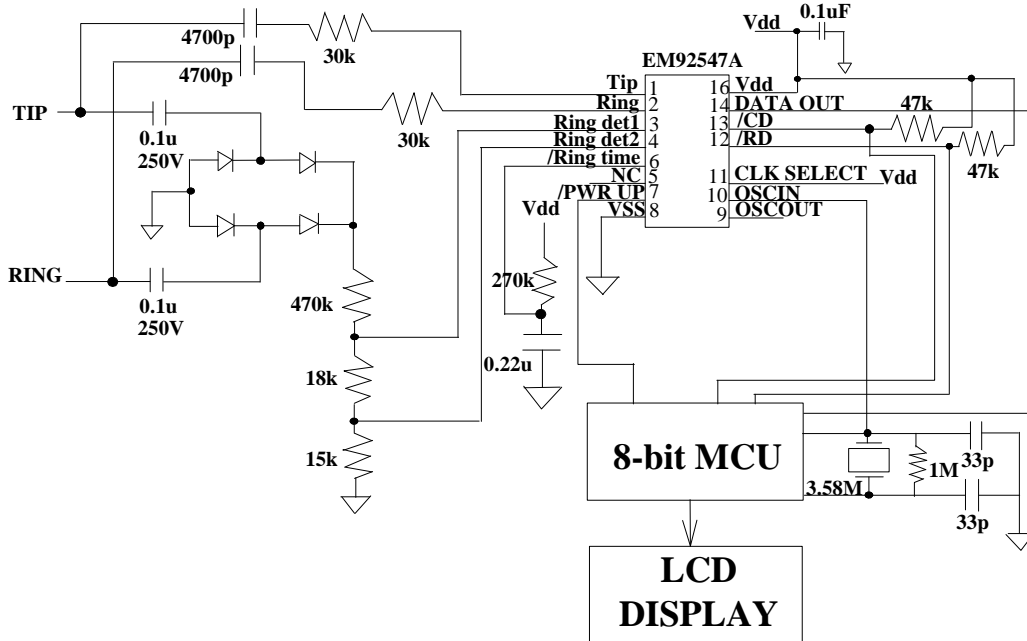 0.1uF
Vdd
4700p
30k
EM92547A
4700p
Tip
1
16
Vdd
Ring
2
14
DATA OUT
TIP
30k
47k
Ring det1
3
13
/CD
0.1u
250V
Ring det2
4
12
/RD
/Ring time
6
47k
NC
5
11
CLK SELECT
Vdd
/PWR UP
7
10
OSCIN
VSS
8
9
OSCOUT
Vdd
RING
270k
0.1u
250V
470k
0.22u
18k
15k
8-bit MCU
33p
1M
3.58M
33p
LCD
DISPLAY